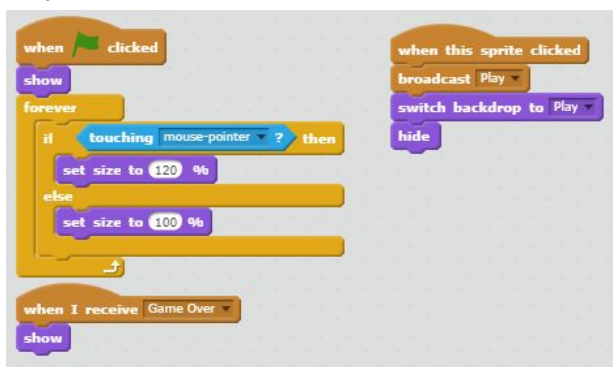 when clicked
show
forever
if touching mouse-pointer ? then
set size to 120 %
else
set size to 100 %
when I receive Game Over
show
when this sprite clicked
broadcast Play
switch backdrop to Play
hide